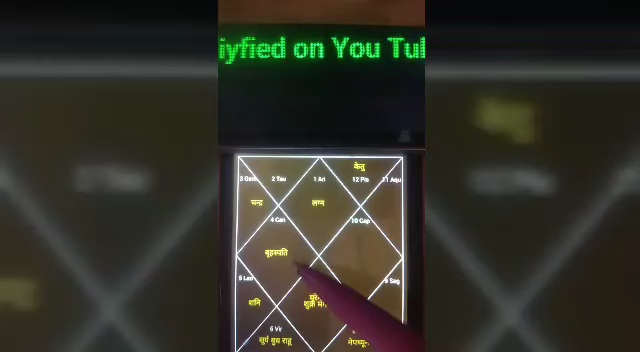 iyfied on You Tul
केतु
3 Gem 2 Tau 1 Ari 12 Pis 11 Aqu
चन्द्र लग्न
4 Can 10 Cap
बृहस्पति
5 Leo 9 Sag
शनि शुक्र
6 Vir
सूर्य बुध राहू